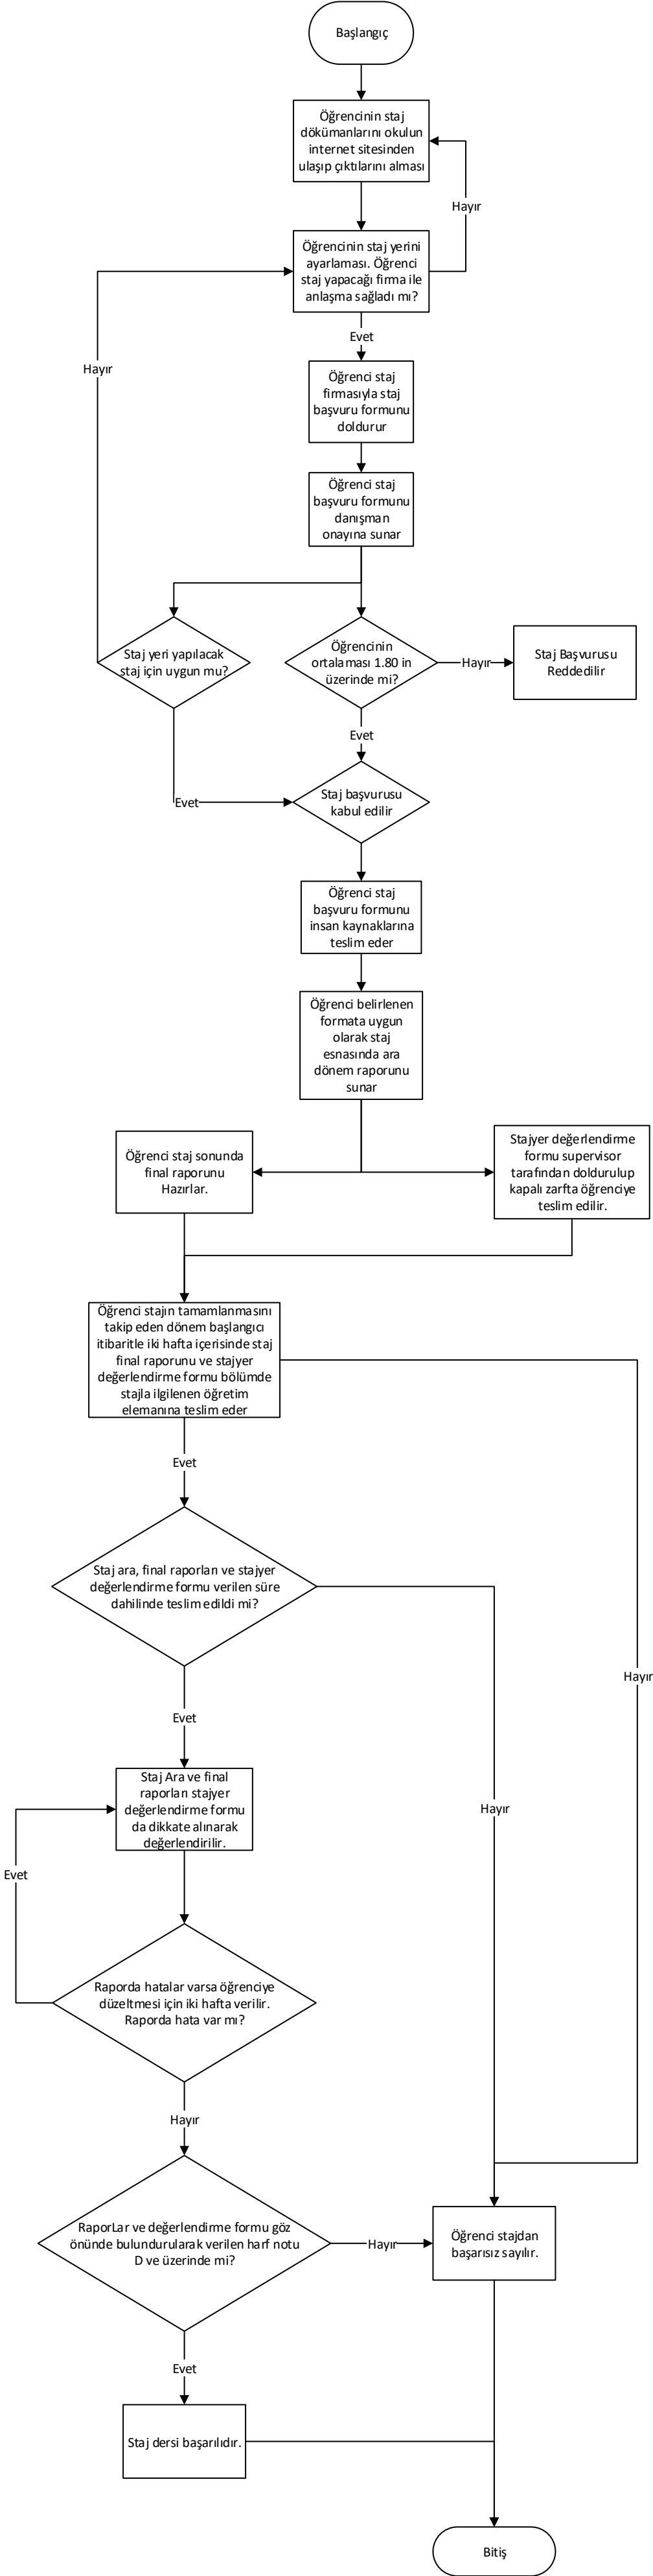 Başlangıç
Öğrencinin staj
dökümanlarını okulun
internet sitesinden
ulaşıp çıktılarını alması
Hayır
Öğrencinin staj yerini
ayarlaması. Öğrenci
staj yapacağı firma ile
anlaşma sağladı mı?
Evet
Hayır
Öğrenci staj
firmasıyla staj
başvuru formunu
doldurur
Öğrenci staj
başvuru formunu
danışman
onayına sunar
Staj yeri yapılacak
staj için uygun mu?
Öğrencinin
ortalaması 1.80 in
üzerinde mi?
Hayır
Staj Başvurusu
Reddedilir
Evet
Staj başvurusu
kabul edilir
Evet
Öğrenci staj
başvuru formunu
insan kaynaklarına
teslim eder
Öğrenci belirlenen
formata uygun
olarak staj
esnasında ara
dönem raporunu
sunar
Öğrenci staj sonunda
final raporunu
Hazırlar.
Stajyer değerlendirme
formu supervisor
tarafından doldurulup
kapalı zarfta öğrenciye
teslim edilir.
Öğrenci stajın tamamlanmasını
takip eden dönem başlangıcı
itibaritle iki hafta içerisinde staj
final raporunu ve stajyer
değerlendirme formu bölümde
stajla ilgilenen öğretim
elemanına teslim eder
Evet
Staj ara, final raporları ve stajyer
değerlendirme formu verilen süre
dahilinde teslim edildi mi?
Hayır
Evet
Staj Ara ve final
raporları stajyer
değerlendirme formu
da dikkate alınarak
değerlendirilir.
Hayır
Evet
Raporda hatalar varsa öğrenciye
düzeltmesi için iki hafta verilir.
Raporda hata var mı?
Hayır
RaporLar ve değerlendirme formu göz
önünde bulundurularak verilen harf notu
D ve üzerinde mi?
Hayır
Öğrenci stajdan
başarısız sayılır.
Evet
Staj dersi başarılıdır.
Bitiş